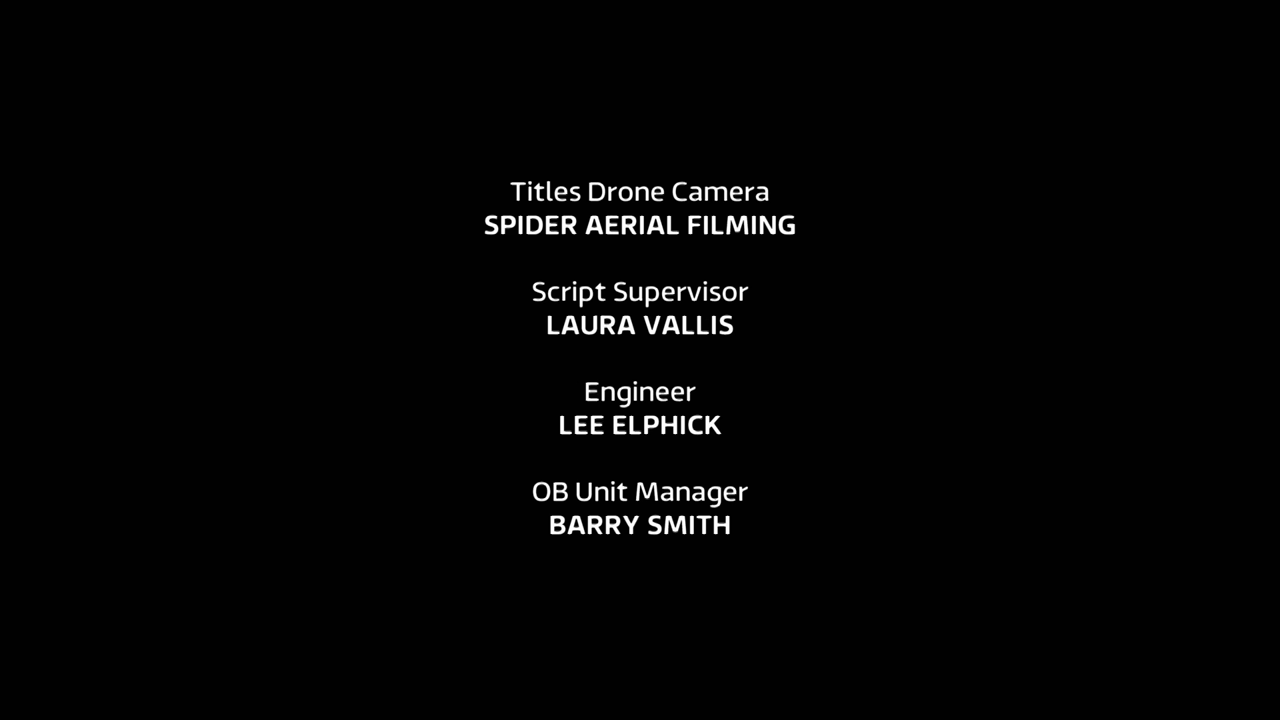 Titles Drone Camera
SPIDER AERIAL FILMING
Script Supervisor
LAURA VALLIS
Engineer
LEE ELPHICK
OB Unit Manager
BARRY SMITH